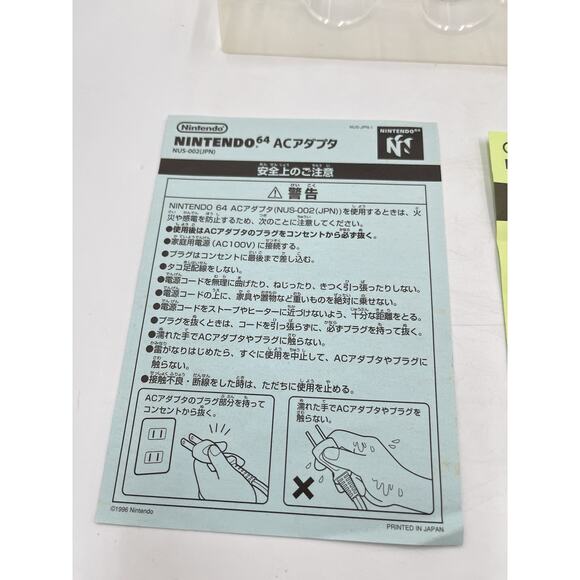 Nintendo
NUS-JPN-1
NINTENDO64 ACアダプタ
NUS-002(JPN)
NINTENDO64
安全上のご注意
警告
NINTENDO 64 ACアダプタ(NUS-002(JPN))を使用するときは、火
災や感電を防止するため、次のことに注意してください。
●使用後はACアダプタのプラグをコンセントから必ず抜く。
●家庭用電源(AC100V)に接続する。
●プラグはコンセントに最後まで差し込む。
●タコ足配線をしない。
●電源コードを無理に曲げたり、ねじったり、きつく引っ張ったりしない。
●電源コードの上に、家具や置物など重いものを絶対に乗せない。
●電源コードをストーブやヒーターに近づけないよう、十分な距離をとる。
●プラグを抜くときは、コードを引っ張らずに、必ずプラグを持って抜く。
●濡れた手でACアダプタやプラグに触らない。
●雷がなりはじめたら、すぐに使用を中止して、ACアダプタやプラグに
触らない。
●接触不良・断線をした時は、ただちに使用を止める。
ACアダプタのプラグ部分を持って
コンセントから抜く。
濡れた手でACアダプタやプラグを
触らない。
©1996 Nintendo
PRINTED IN JAPAN